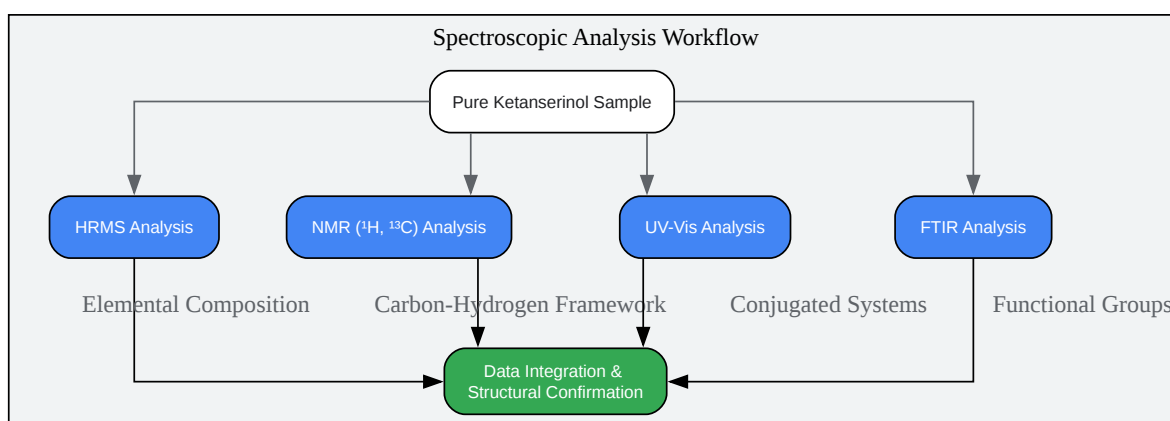 Spectroscopic Analysis Workflow
Pure Ketanserinol Sample
HRMS Analysis
NMR (¹H, ¹³C) Analysis
UV-Vis Analysis
FTIR Analysis
Elemental Composition
Carbon-Hydrogen Framework
Conjugated Systems
Functional Groups
Data Integration &
Structural Confirmation